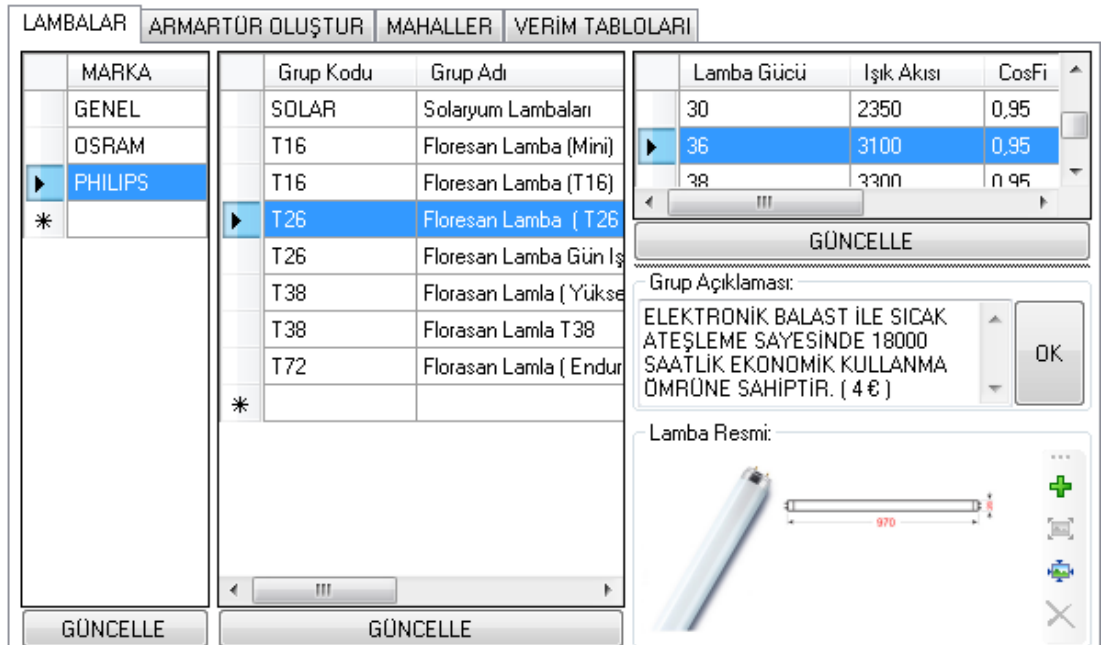 LAMBALAR ARMARTÜR OLUŞTUR MAHALLER VERİM TABLOLARI
MARKA
GENEL
OSRAM
PHILIPS
GÜNCELLE
Grup Kodu Grup Adı
SOLAR Solaryum Lambaları
T16 Floresan Lamba (Mini)
T16 Floresan Lamba (T16)
T26 Floresan Lamba ( T26
T26 Floresan Lamba Gün Iş
T38 Florasan Lamla ( Yükse
T38 Florasan Lamla T38
T72 Florasan Lamla ( Endur
GÜNCELLE
Lamba Gücü Işık Akısı CosFi
30 2350 0,95
36 3100 0,95
38 3300 0,95
GÜNCELLE
Grup Açıklaması:
ELEKTRONİK BALAST İLE SICAK
ATEŞLEME SAYESİNDE 18000
SAATLİK EKONOMİK KULLANMA
ÖMRÜNE SAHİPTİR. ( 4 € )
OK
Lamba Resmi:
970